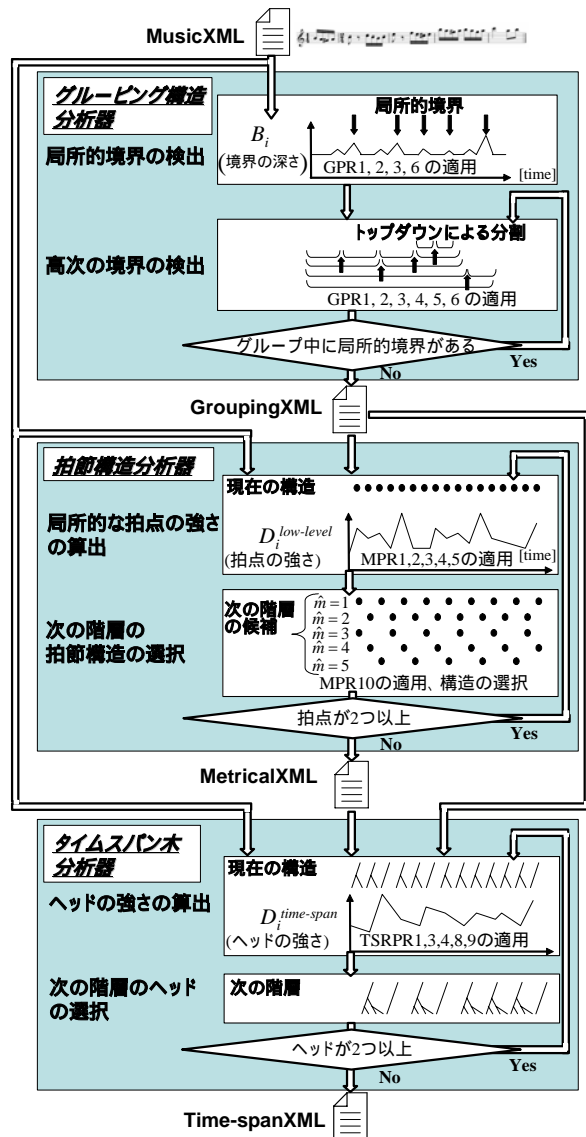 MusicXML
グルーピング構造
分析器
局所的境界の検出
局所的境界
B_i
(境界の深さ)
[time]
GPR1, 2, 3, 6 の適用
高次の境界の検出
トップダウンによる分割
GPR1, 2, 3, 4, 5, 6 の適用
グループ中に局所的境界がある
Yes
No
GroupingXML
拍節構造分析器
現在の構造
局所的な拍点の強さ
の算出
D_i^{low-level}
(拍点の強さ)
MPR1,2,3,4,5の適用
[time]
次の階層の
拍節構造の選択
次の階層
の候補
m̂ = 1
m̂ = 2
m̂ = 3
m̂ = 4
m̂ = 5
MPR10の適用、構造の選択
拍点が2つ以上
Yes
No
MetricalXML
タイムスパン木
分析器
現在の構造
ヘッドの強さの算出
D_i^{time-span}
(ヘッドの強さ)
TSRPR1,3,4,8,9の適用
次の階層のヘッド
の選択
次の階層
ヘッドが2つ以上
Yes
No
Time-spanXML